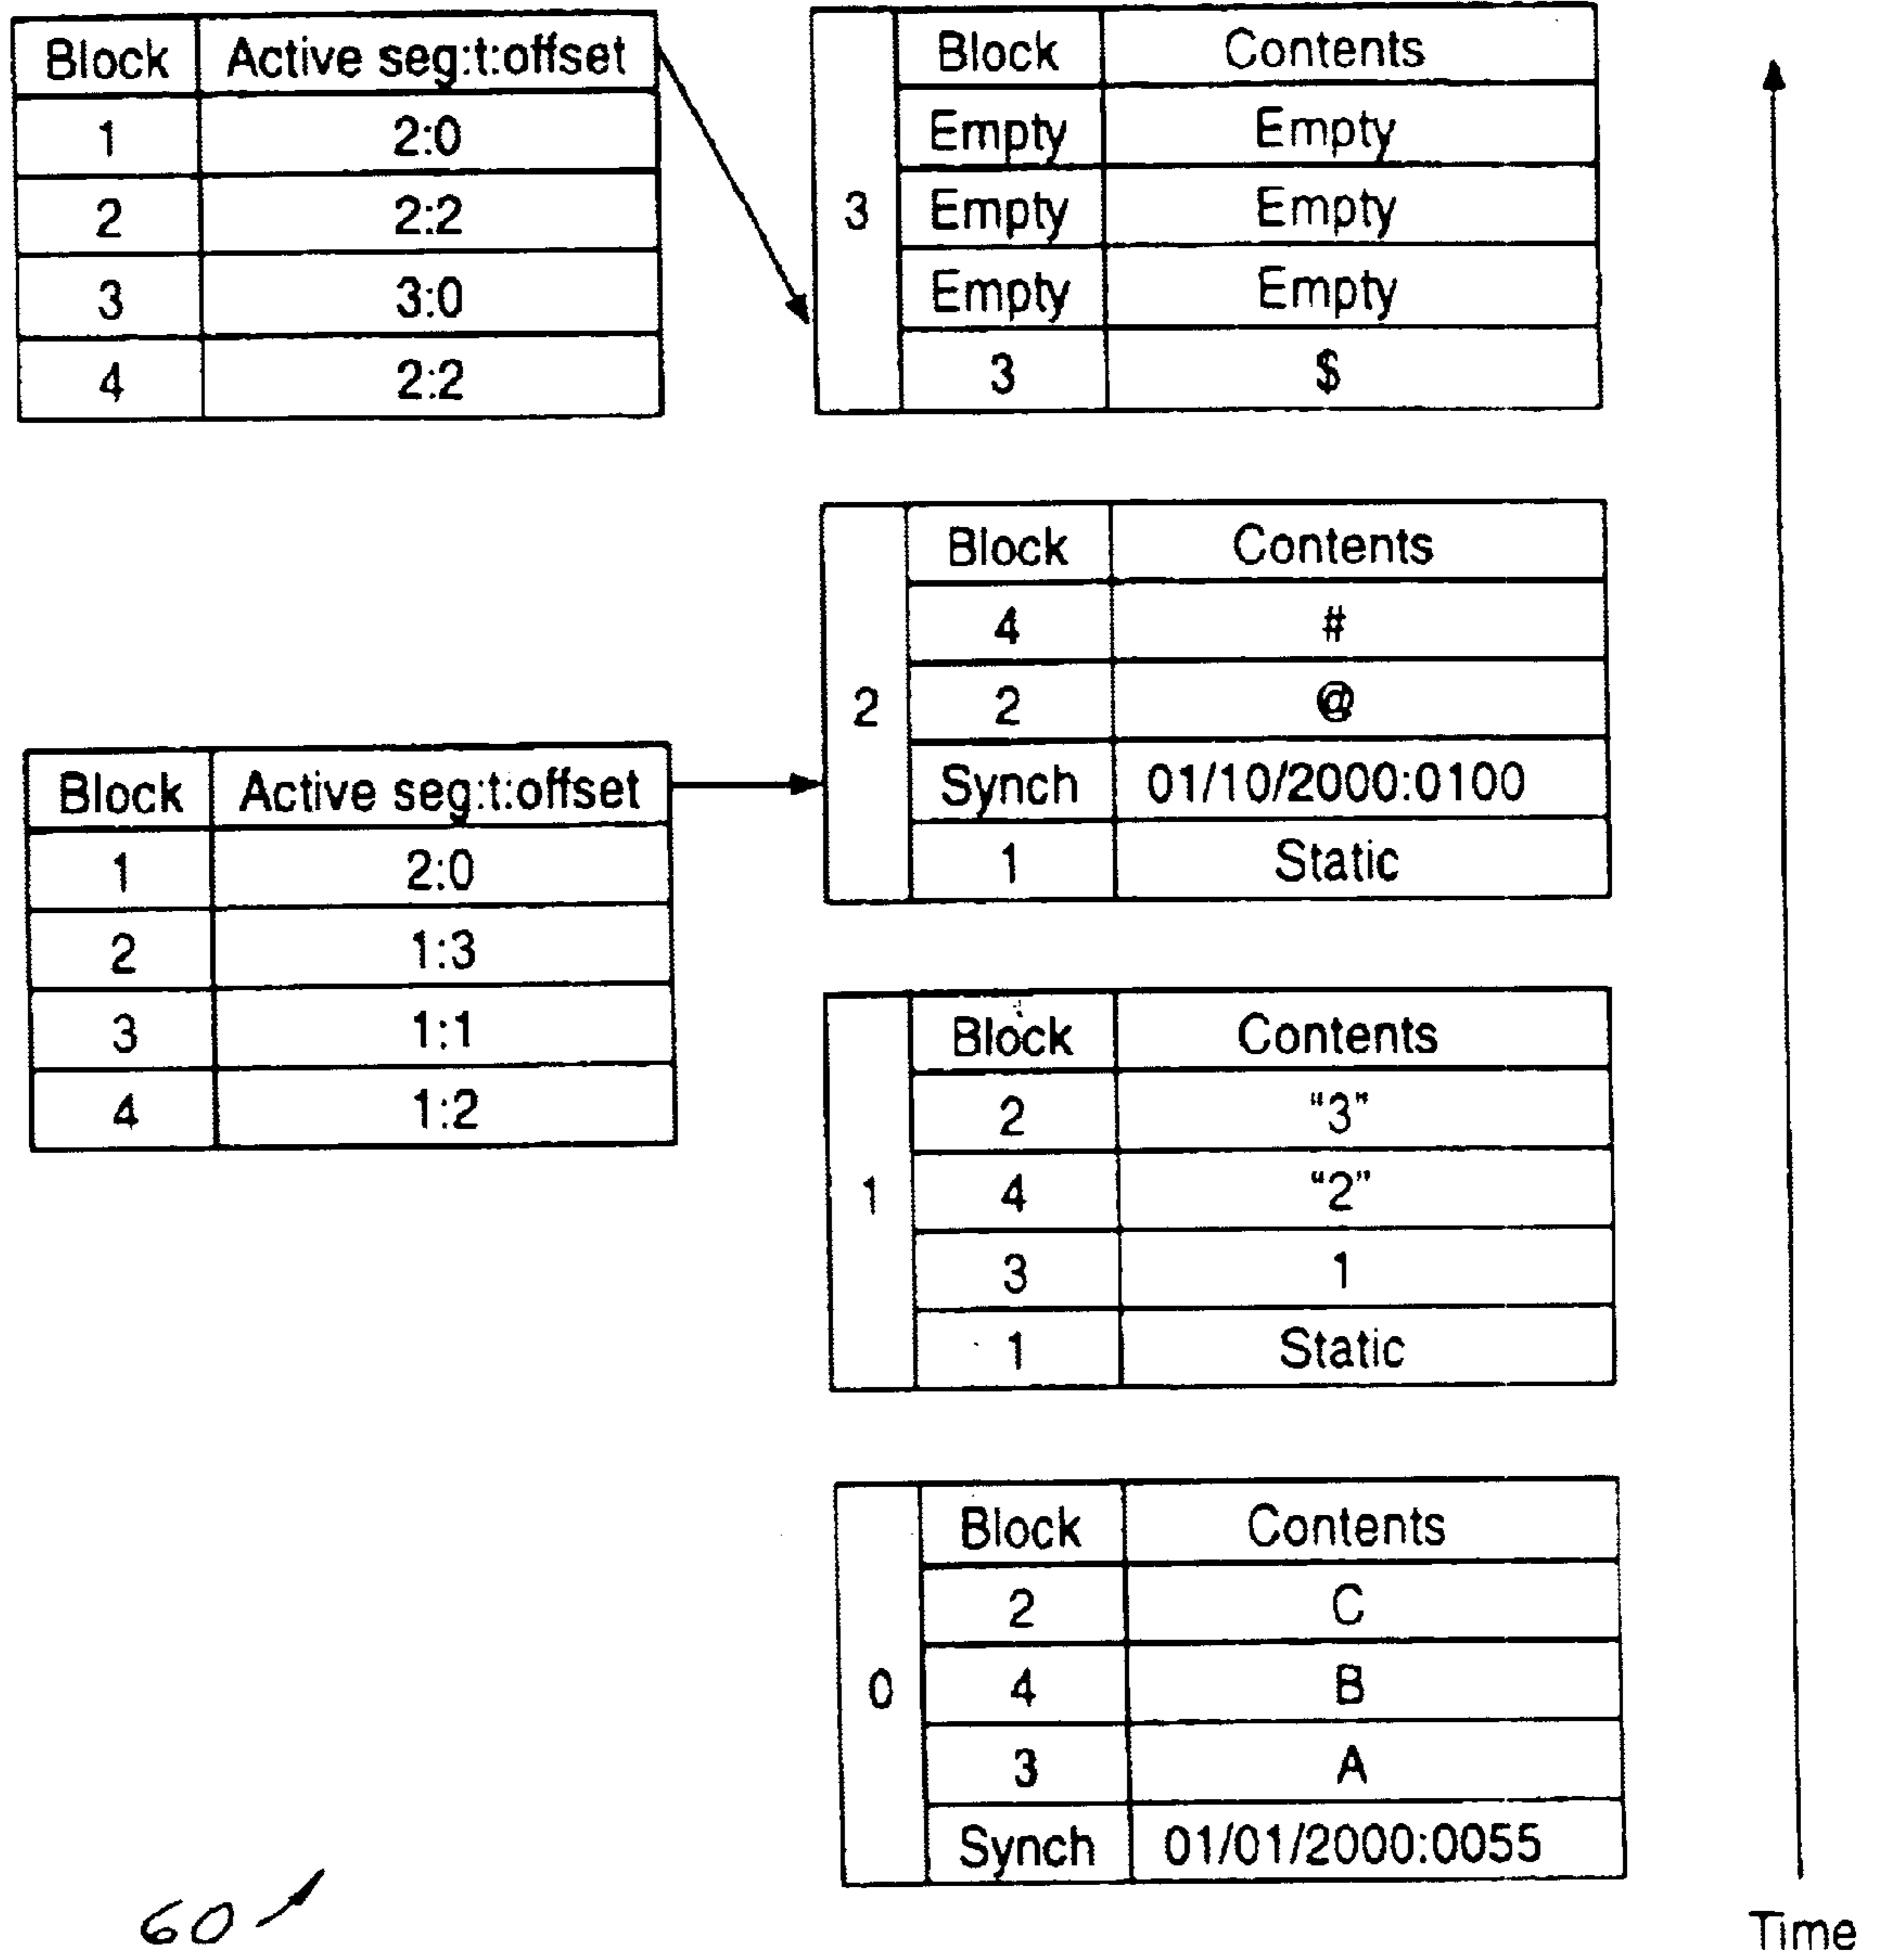 Block Active seg:t:offset
1 2:0
2 2:2
3 3:0
4 2:2
3
Block Contents
Empty Empty
Empty Empty
Empty Empty
3 $
2
Block Contents
4 #
2 @
Synch 01/10/2000:0100
1 Static
Block Active seg:t:offset
1 2:0
2 1:3
3 1:1
4 1:2
1
Block Contents
2 “3”
4 “2”
3 1
1 Static
0
Block Contents
2 C
4 B
3 A
Synch 01/01/2000:0055
60
Time